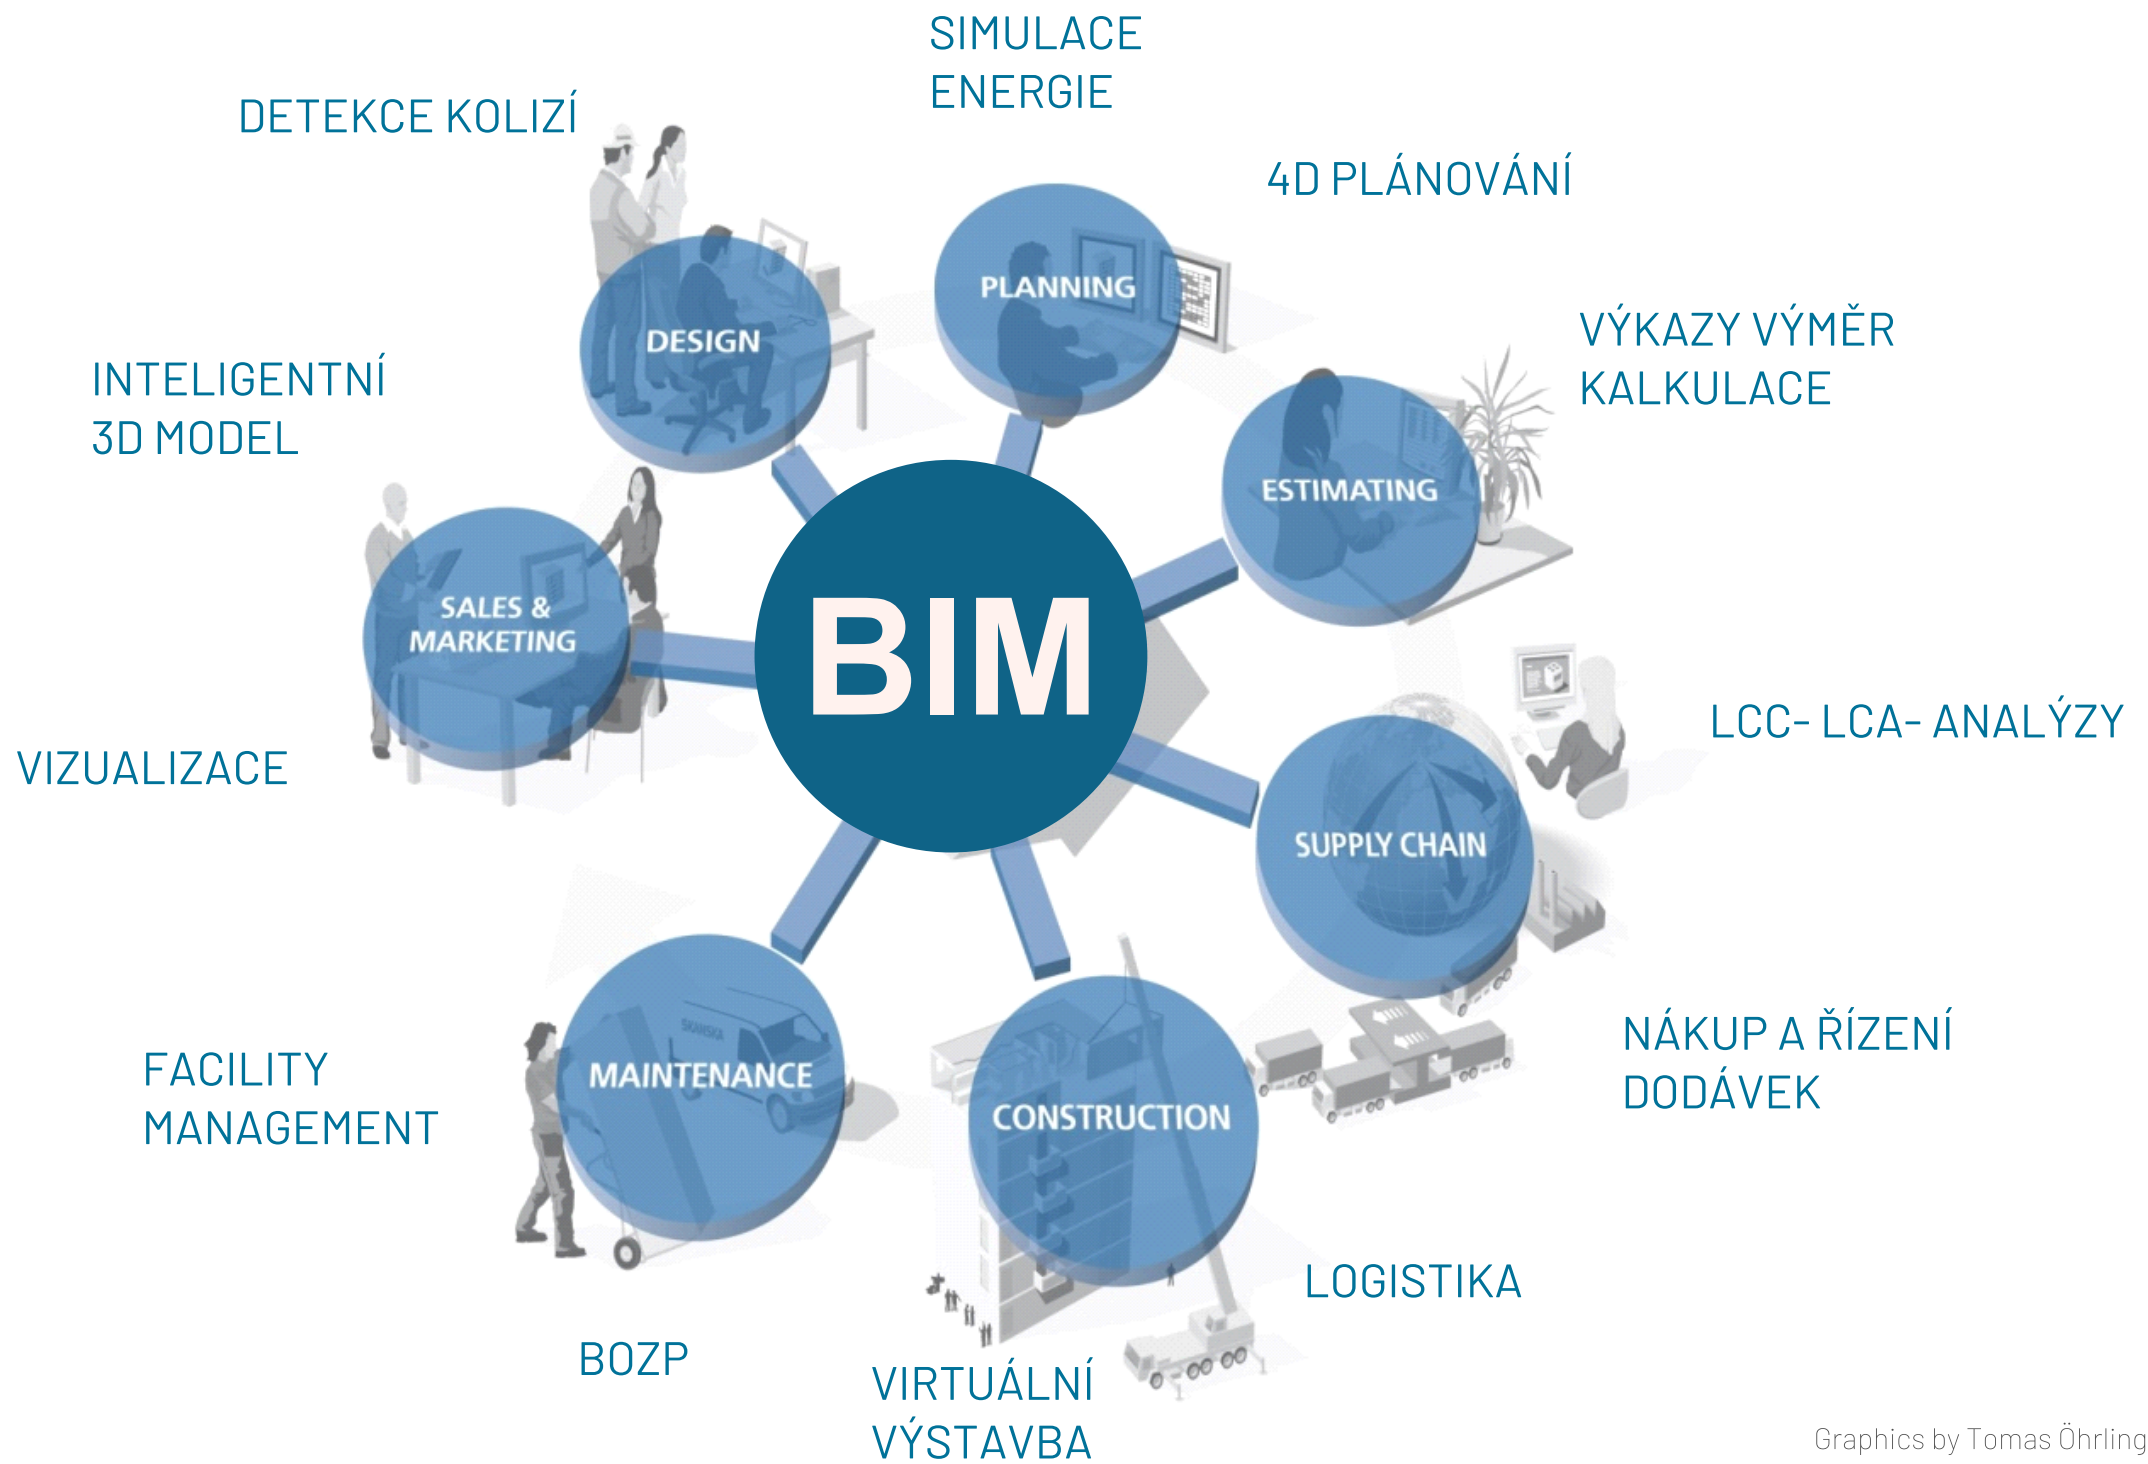 SIMULACE
ENERGIE
DETEKCE KOLIZÍ
4D PLÁNOVÁNÍ
PLANNING
DESIGN
VÝKAZY VÝMĚR
KALKULACE
INTELIGENTNÍ
3D MODEL
ESTIMATING
SALES &
MARKETING
BIM
LCC- LCA- ANALÝZY
VIZUALIZACE
SUPPLY CHAIN
NÁKUP A ŘÍZENÍ
DODÁVEK
SKANSKA
FACILITY
MANAGEMENT
MAINTENANCE
CONSTRUCTION
LOGISTIKA
BOZP
VIRTUÁLNÍ
VÝSTAVBA
Graphics by Tomas Öhrling